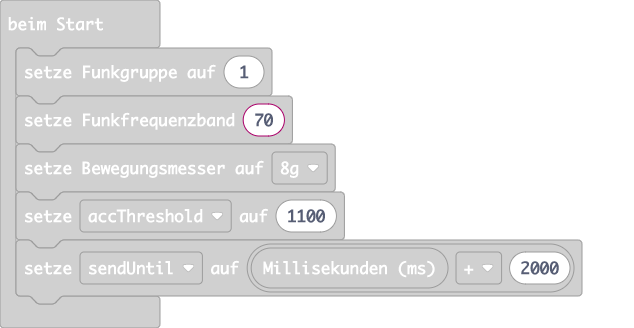 beim Start
setze Funkgruppe auf 1
setze Funkfrequenzband 70
setze Bewegungsmesser auf 8g
setze accThreshold auf 1100
setze sendUntil auf Millisekunden (ms) + 2000